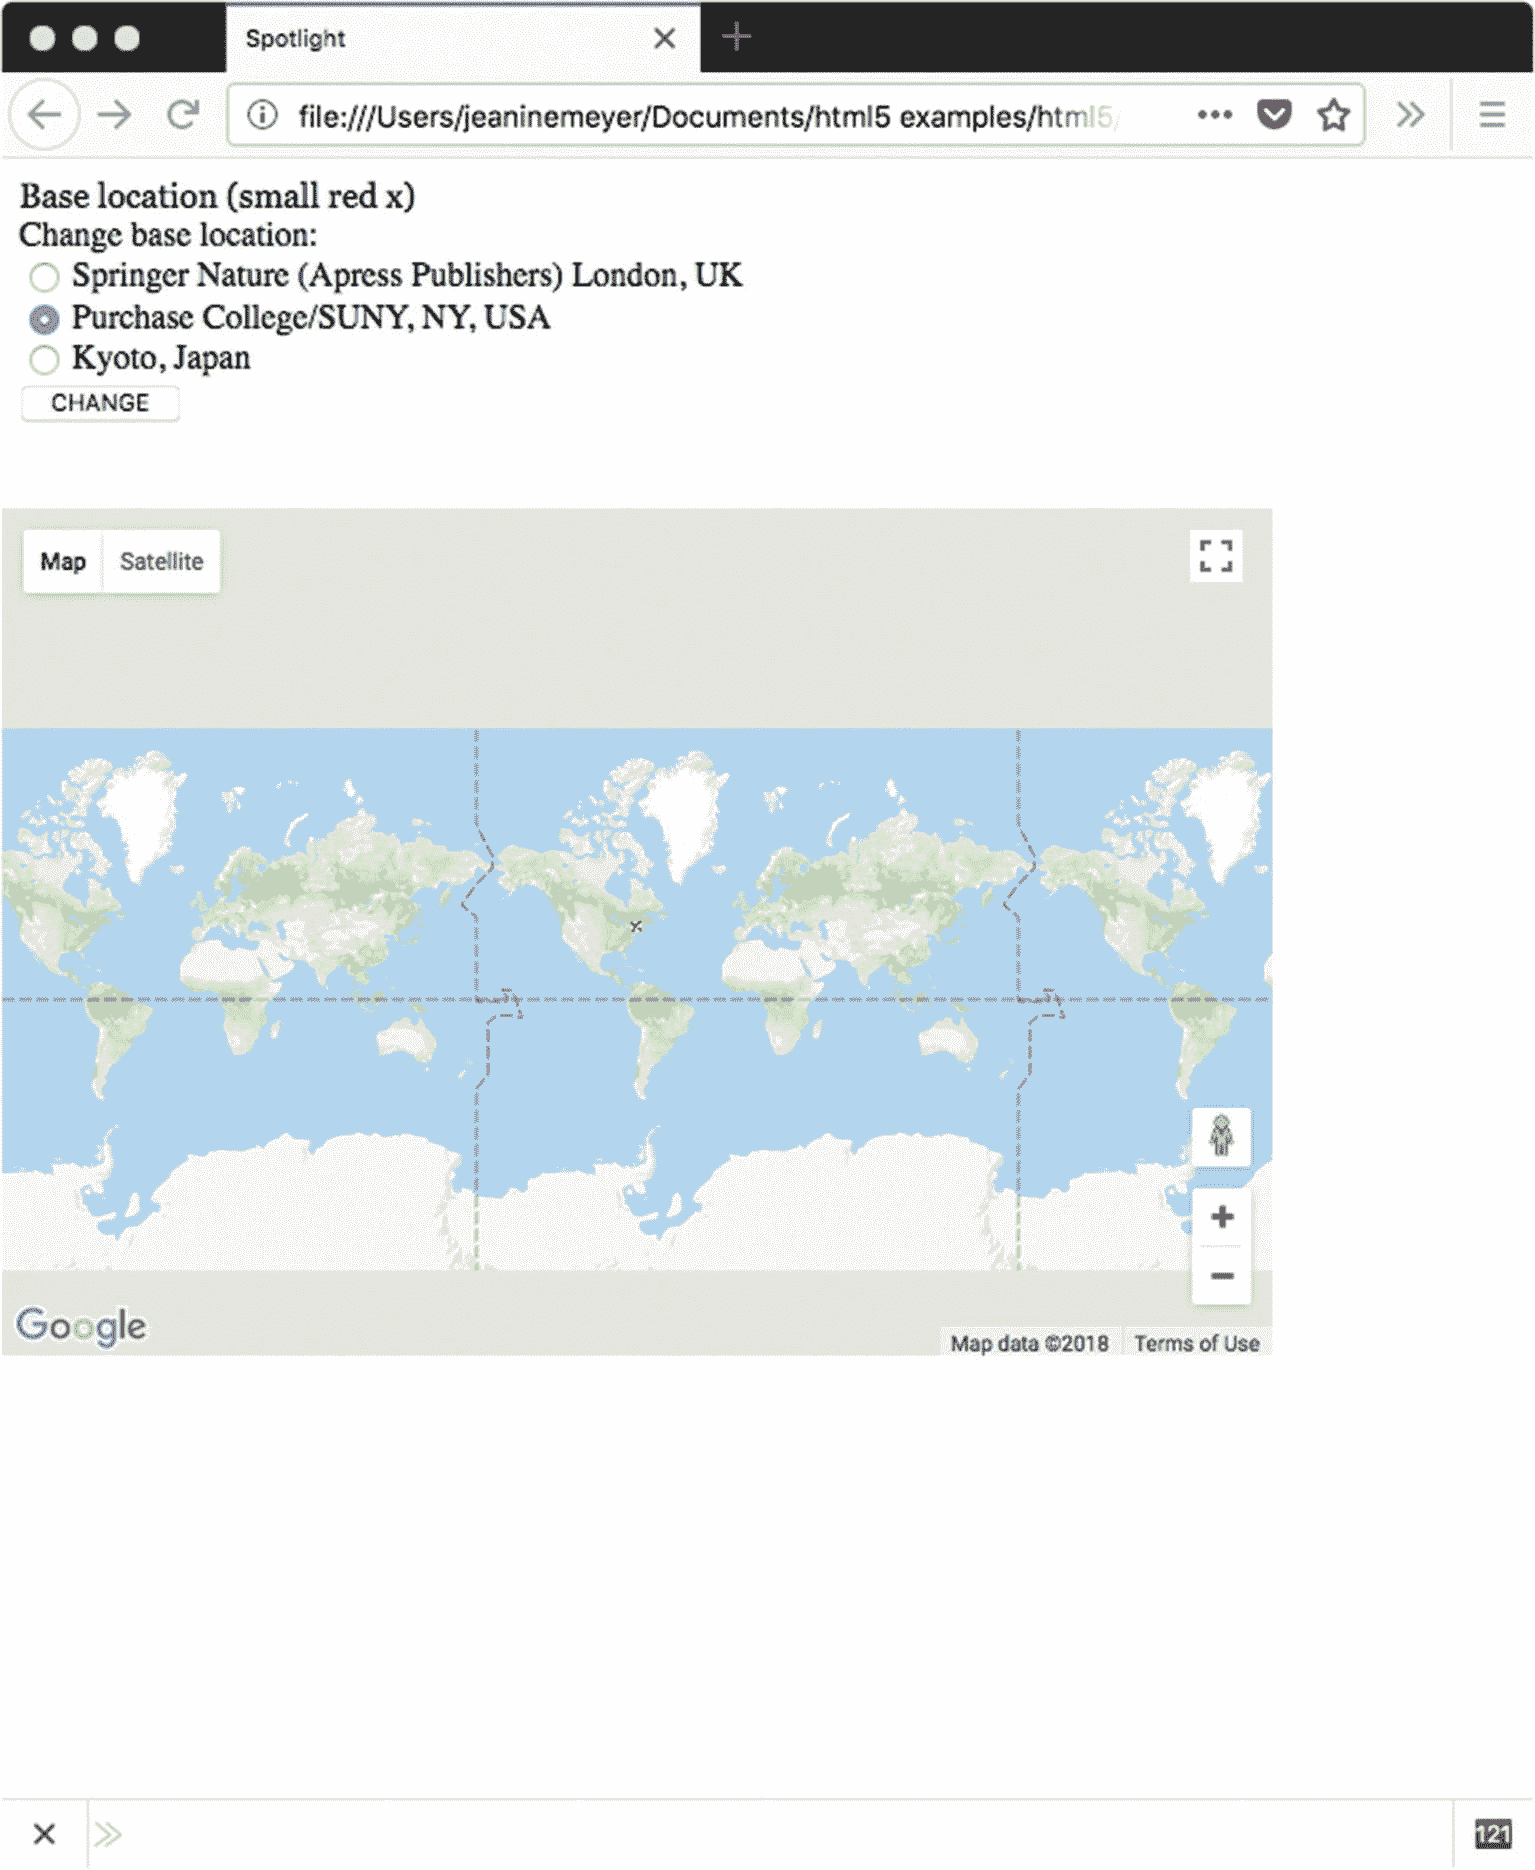 Spotlight
file:///Users/jeaninemeyer/Documents/html5 examples/html5/
Base location (small red x)
Change base location:
Springer Nature (Apress Publishers) London, UK
Purchase College/SUNY, NY, USA
Kyoto, Japan
CHANGE
Map Satellite
Google
Map data ©2018 Terms of Use
121